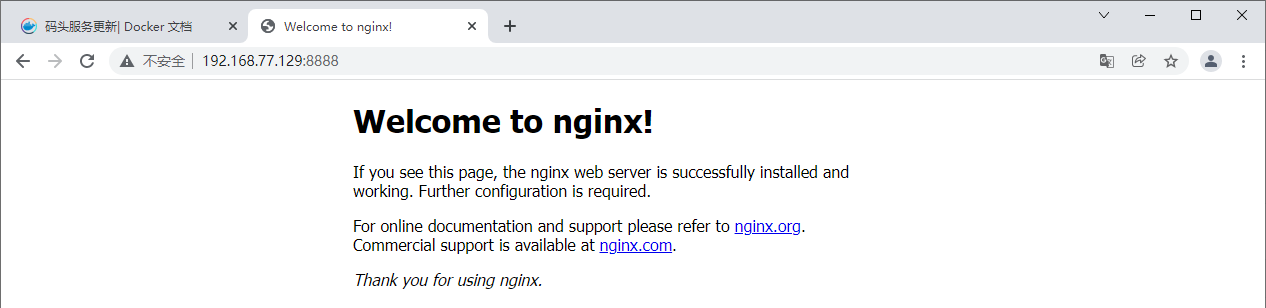 码头服务更新| Docker 文档
Welcome to nginx!
不安全 192.168.77.129:8888
Welcome to nginx!
If you see this page, the nginx web server is successfully installed and
working. Further configuration is required.
For online documentation and support please refer to nginx.org.
Commercial support is available at nginx.com.
Thank you for using nginx.